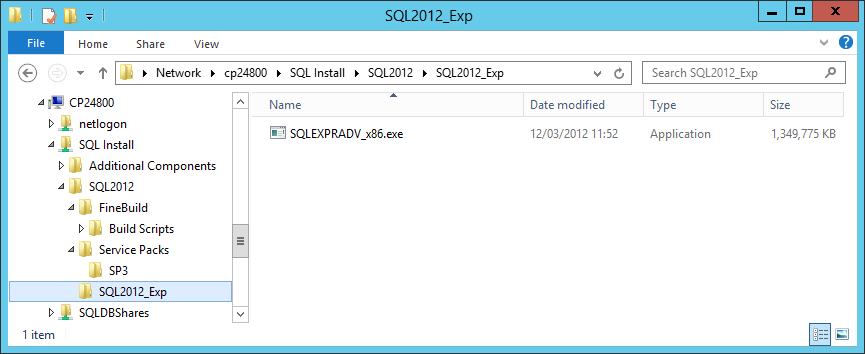 SQL2012_Exp
File Home Share View
Network cp24800 SQL Install SQL2012 SQL2012_Exp
Search SQL2012_Exp
CP24800
netlogon
SQL Install
Additional Components
SQL2012
FineBuild
Build Scripts
Service Packs
SP3
SQL2012_Exp
SQLDBShares
Name Date modified Type Size
SQLEXPRADV_x86.exe 12/03/2012 11:52 Application 1,349,775 KB
1 item